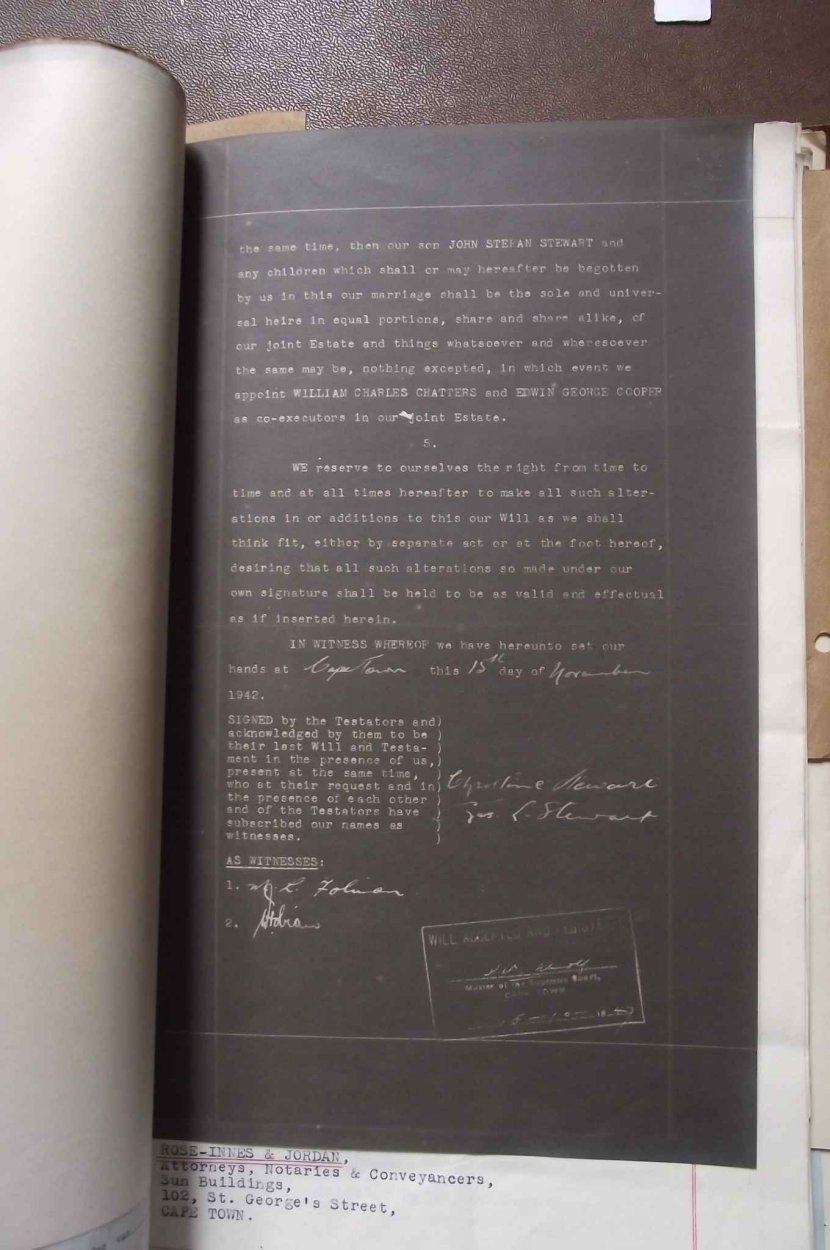 the same time, then our son JOHN STEFAN STEWART and
any children which shall or may hereafter be begotten
by us in this our marriage shall be the sole and univer-
sal heirs in equal portions, share and share alike, of
our joint Estate and things whatsoever and wheresoever
the same may be, nothing excepted, in which event we
appoint WILLIAM CHARLES CHATTERS and EDWIN GEORGE COOPER
as co-executors in our joint Estate.
5.
WE reserve to ourselves the right from time to
time and at all times hereafter to make all such alter-
ations in or additions to this our Will as we shall
think fit, either by separate act or at the foot hereof,
desiring that all such alterations so made under our
own signature shall be held to be as valid and effectual
as if inserted herein.
IN WITNESS WHEREOF we have hereunto set our
hands at Cape Town this 15th day of November
1942.
SIGNED by the Testators and)
acknowledged by them to be )
their last Will and Testa- )
ment in the presence of us,)
present at the same time, )
who at their request and in)
the presence of each other )
and of the Testators have )
subscribed our names as )
witnesses. )
Stewart
Stewart
AS WITNESSES:
1.
2.
WILL ACCEPTED AND REGISTERED
Master of the Supreme Court,
CAPE TOWN
ROSE-INNES & JORDAN,
Attorneys, Notaries & Conveyancers,
Sun Buildings,
102, St. George's Street,
CAPE TOWN.